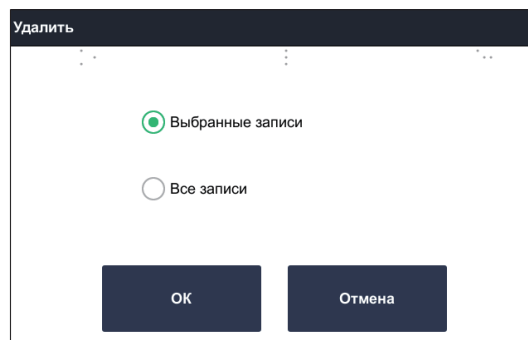 Удалить
Выбранные записи
Все записи
ОК
Отмена